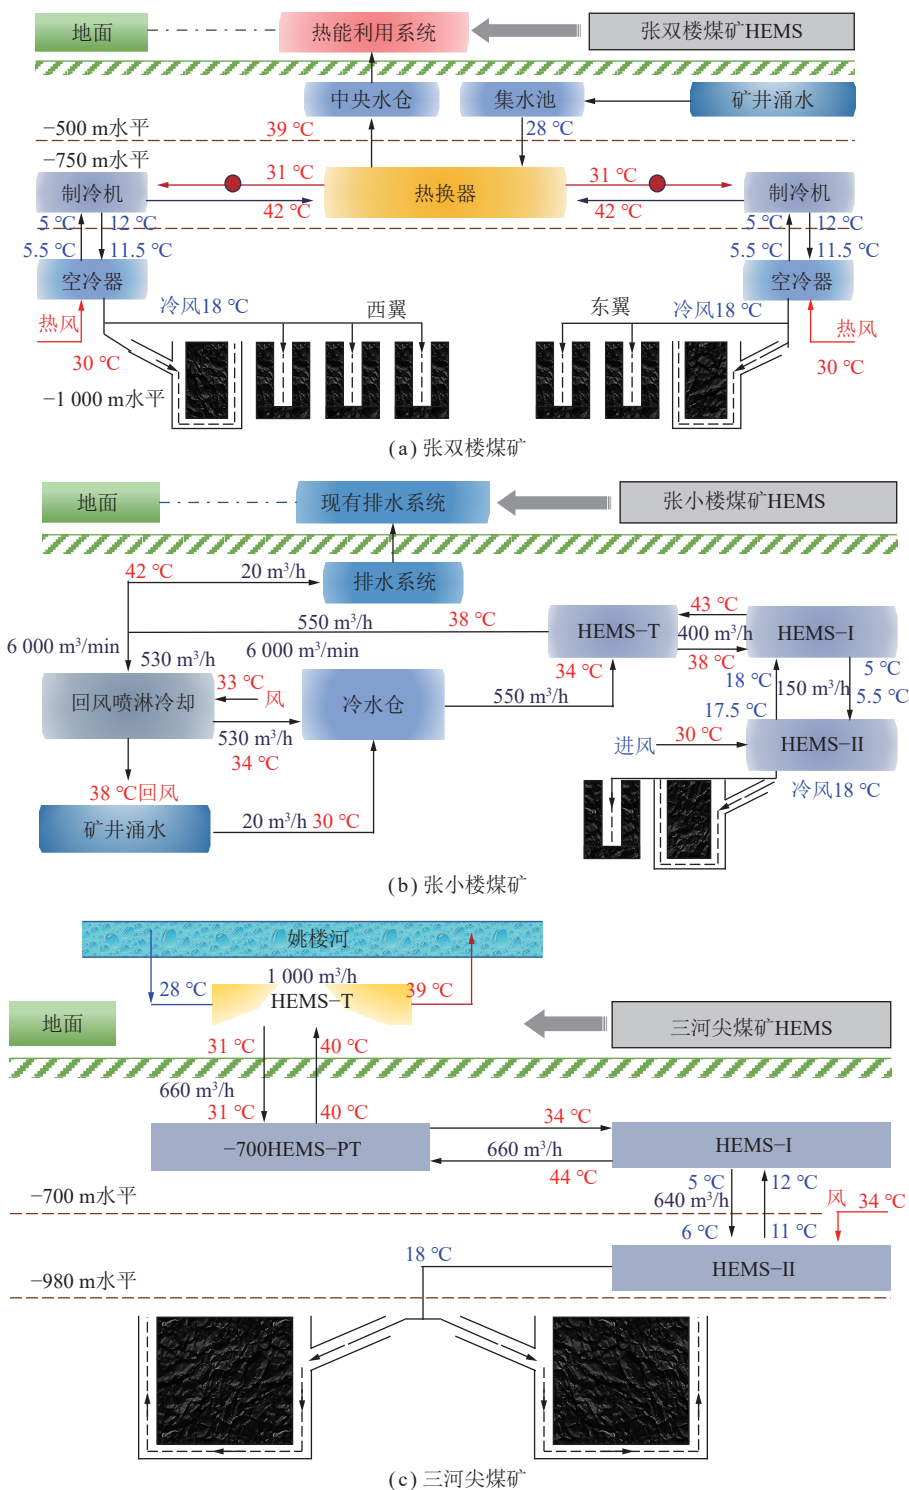 地面
热能利用系统
张双楼煤矿HEMS
中央水仓
集水池
矿井涌水
−500 m水平
39 ℃
28 ℃
−750 m水平
31 ℃
31 ℃
制冷机
热换器
制冷机
42 ℃
42 ℃
5 ℃
12 ℃
5 ℃
12 ℃
5.5 ℃
11.5 ℃
5.5 ℃
11.5 ℃
空冷器
空冷器
冷风18 ℃
西翼
东翼
冷风18 ℃
热风
热风
30 ℃
30 ℃
−1 000 m水平
(a) 张双楼煤矿
地面
现有排水系统
张小楼煤矿HEMS
42 ℃
20 m³/h
排水系统
550 m³/h
38 ℃
HEMS−T
43 ℃
HEMS−I
400 m³/h
6 000 m³/min
530 m³/h
6 000 m³/min
34 ℃
38 ℃
5 ℃
33 ℃
18 ℃
150 m³/h
回风喷淋冷却
风
冷水仓
550 m³/h
5.5 ℃
17.5 ℃
530 m³/h
34 ℃
进风
30 ℃
HEMS−II
38 ℃回风
冷风18 ℃
矿井涌水
20 m³/h
30 ℃
(b) 张小楼煤矿
姚楼河
1 000 m³/h
28 ℃
HEMS−T
39 ℃
地面
三河尖煤矿HEMS
31 ℃
40 ℃
660 m³/h
31 ℃
40 ℃
34 ℃
−700HEMS−PT
660 m³/h
HEMS−I
44 ℃
5 ℃
12 ℃
−700 m水平
640 m³/h
风
34 ℃
6 ℃
11 ℃
18 ℃
HEMS−II
−980 m水平
(c) 三河尖煤矿